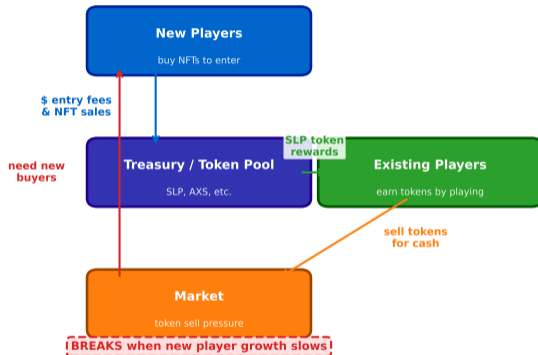 New Players
buy NFTs to enter
$ entry fees
& NFT sales
SLP token
rewards
need new
buyers
Treasury / Token Pool
SLP, AXS, etc.
Existing Players
earn tokens by playing
sell tokens
for cash
Market
token sell pressure
BREAKS when new player growth slows